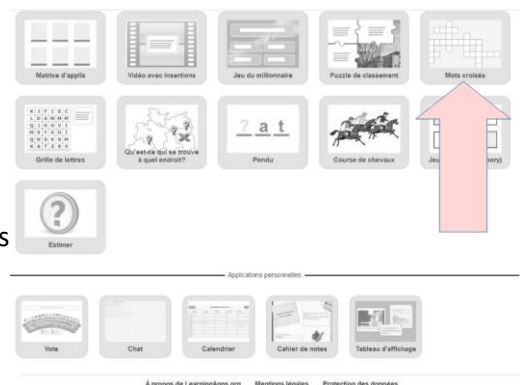 Matrice d'applis
Vidéo avec insertions
Jeu du millionnaire
Puzzle de classement
Mots croisés
Grille de lettres
Qu'est-ce qui se trouve
à quel endroit?
? a t
Pendu
Course de chevaux
Estimer
s
Applications personnelles
Vote
Chat
Calendrier
Cahier de notes
Tableau d'affichage
À propos de LearningApps.org Mentions légales Protection des données